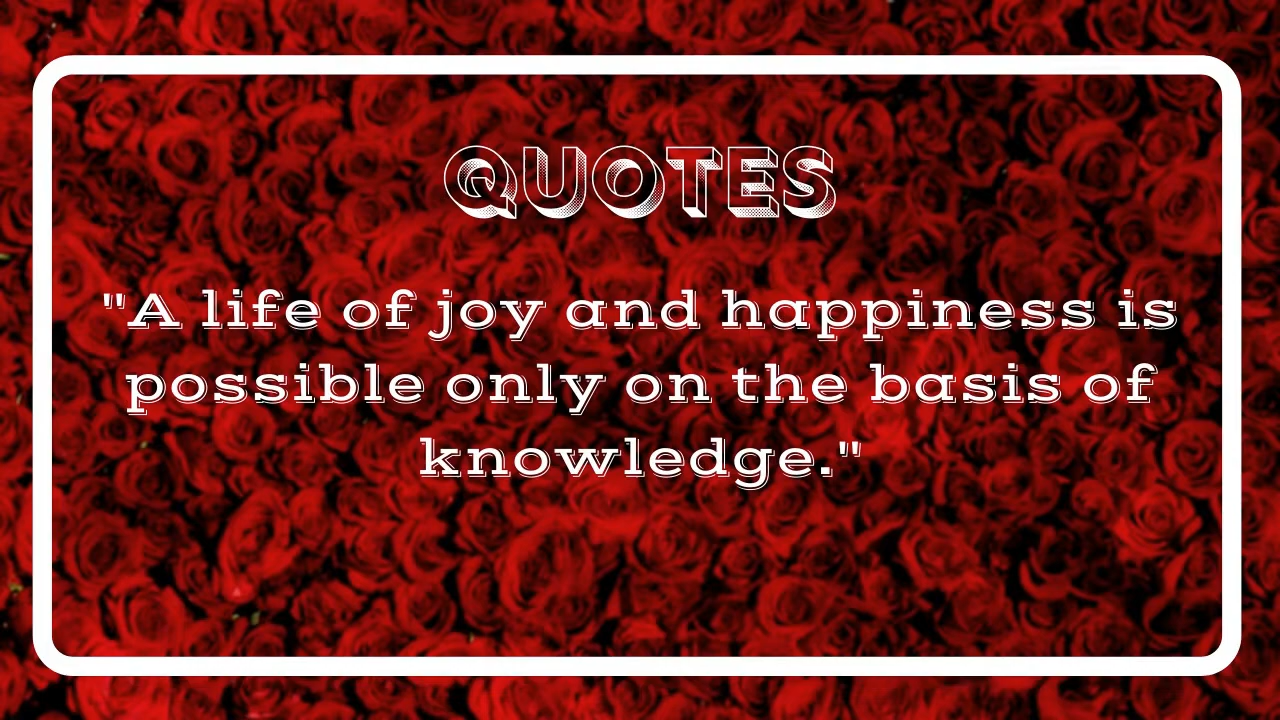 QUOTES
"A life of joy and happiness is
possible only on the basis of
knowledge."